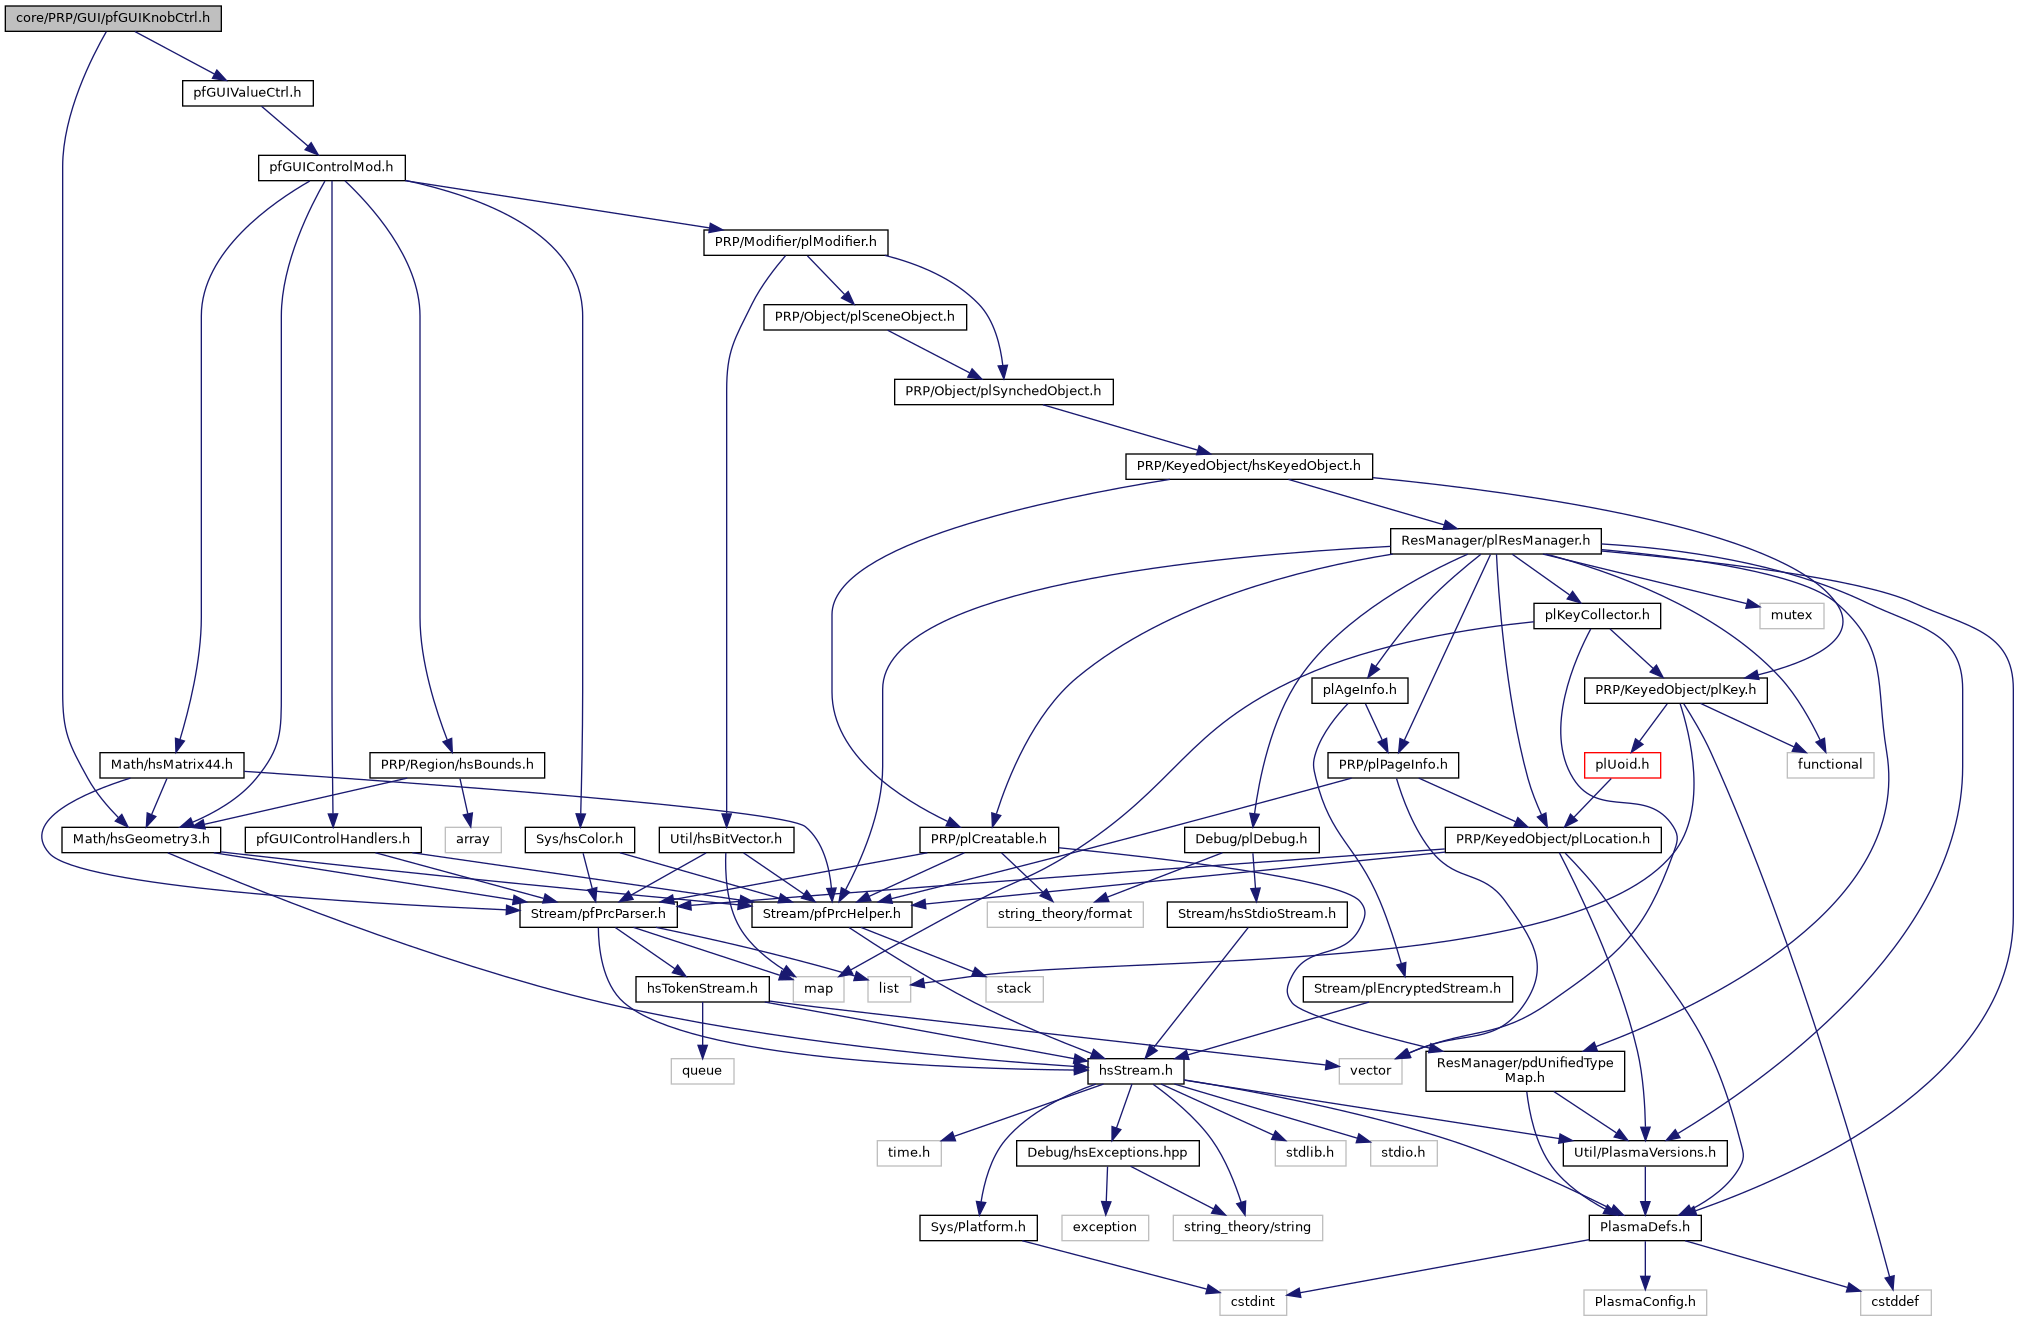 core/PRP/GUI/pfGUIKnobCtrl.h
pfGUIValueCtrl.h
pfGUIControlMod.h
PRP/Modifier/plModifier.h
PRP/Object/plSceneObject.h
PRP/Object/plSynchedObject.h
PRP/KeyedObject/hsKeyedObject.h
ResManager/plResManager.h
plKeyCollector.h
mutex
plAgeInfo.h
PRP/KeyedObject/plKey.h
Math/hsMatrix44.h
PRP/Region/hsBounds.h
PRP/plPageInfo.h
plUoid.h
functional
Math/hsGeometry3.h
pfGUIControlHandlers.h
array
Sys/hsColor.h
Util/hsBitVector.h
PRP/plCreatable.h
Debug/plDebug.h
PRP/KeyedObject/plLocation.h
Stream/pfPrcParser.h
Stream/pfPrcHelper.h
string_theory/format
Stream/hsStdioStream.h
hsTokenStream.h
map
list
stack
Stream/plEncryptedStream.h
queue
hsStream.h
vector
ResManager/pdUnifiedType
Map.h
time.h
Debug/hsExceptions.hpp
stdlib.h
stdio.h
Util/PlasmaVersions.h
Sys/Platform.h
exception
string_theory/string
PlasmaDefs.h
cstdint
PlasmaConfig.h
cstddef